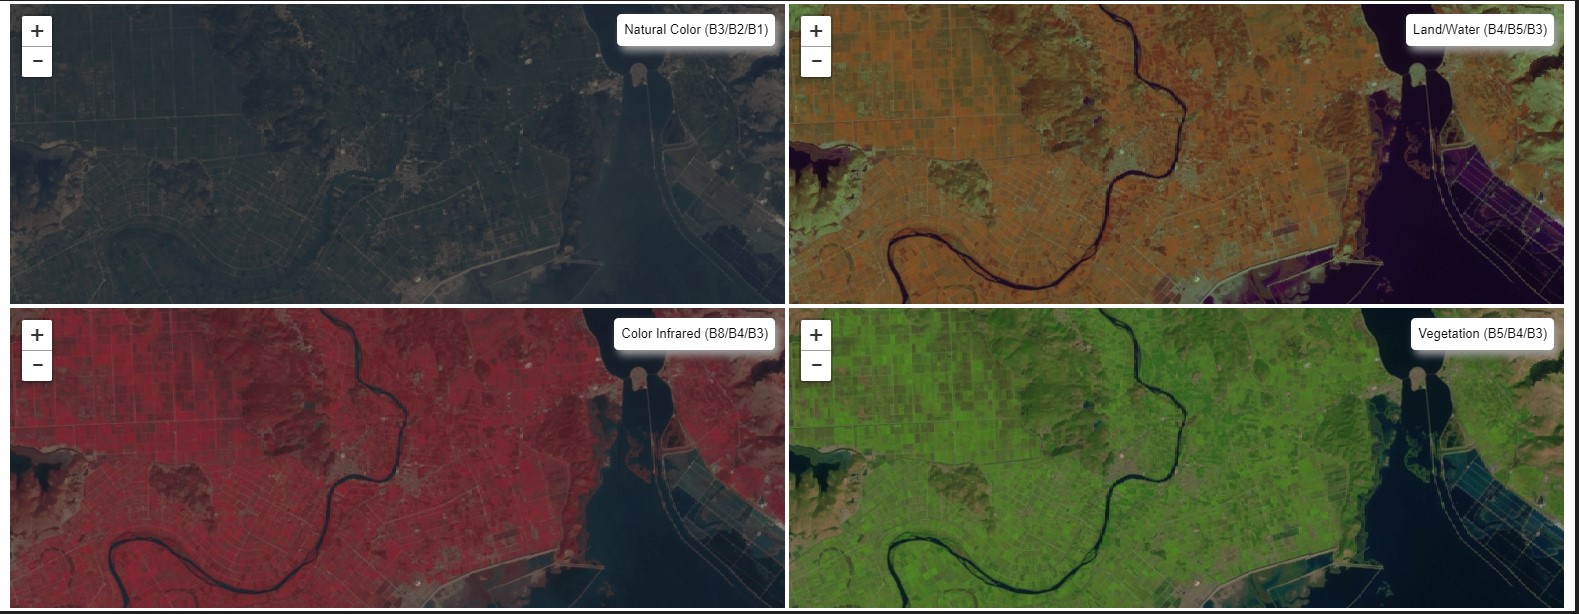 +
−
Natural Color (B3/B2/B1)
+
−
Land/Water (B4/B5/B3)
+
−
Color Infrared (B8/B4/B3)
+
−
Vegetation (B5/B4/B3)